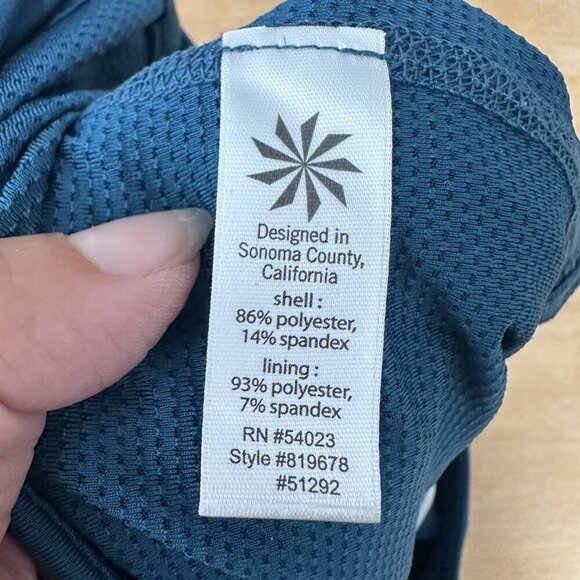 Designed in
Sonoma County,
California
shell :
86% polyester,
14% spandex
lining :
93% polyester,
7% spandex
RN #54023
Style #819678
#51292